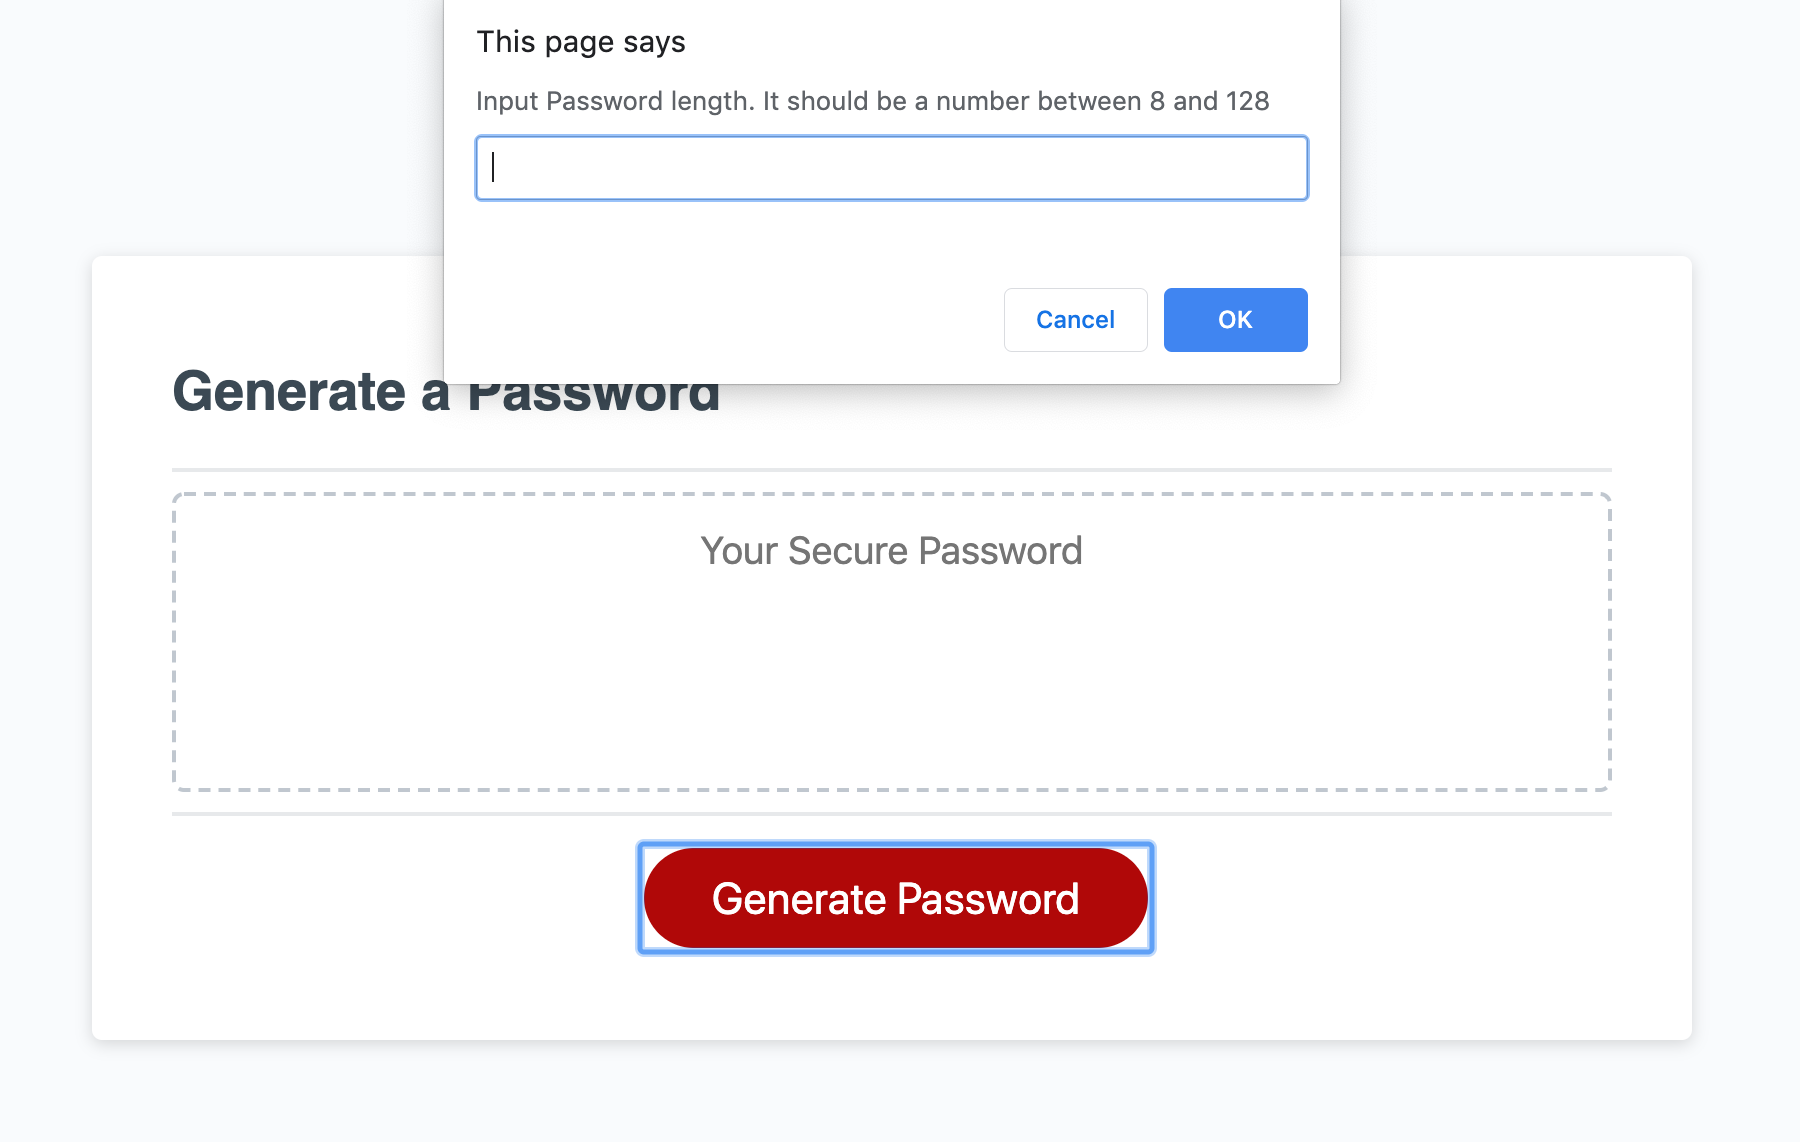 This page says
Input Password length. It should be a number between 8 and 128
Cancel
OK
Generate a Password
Your Secure Password
Generate Password